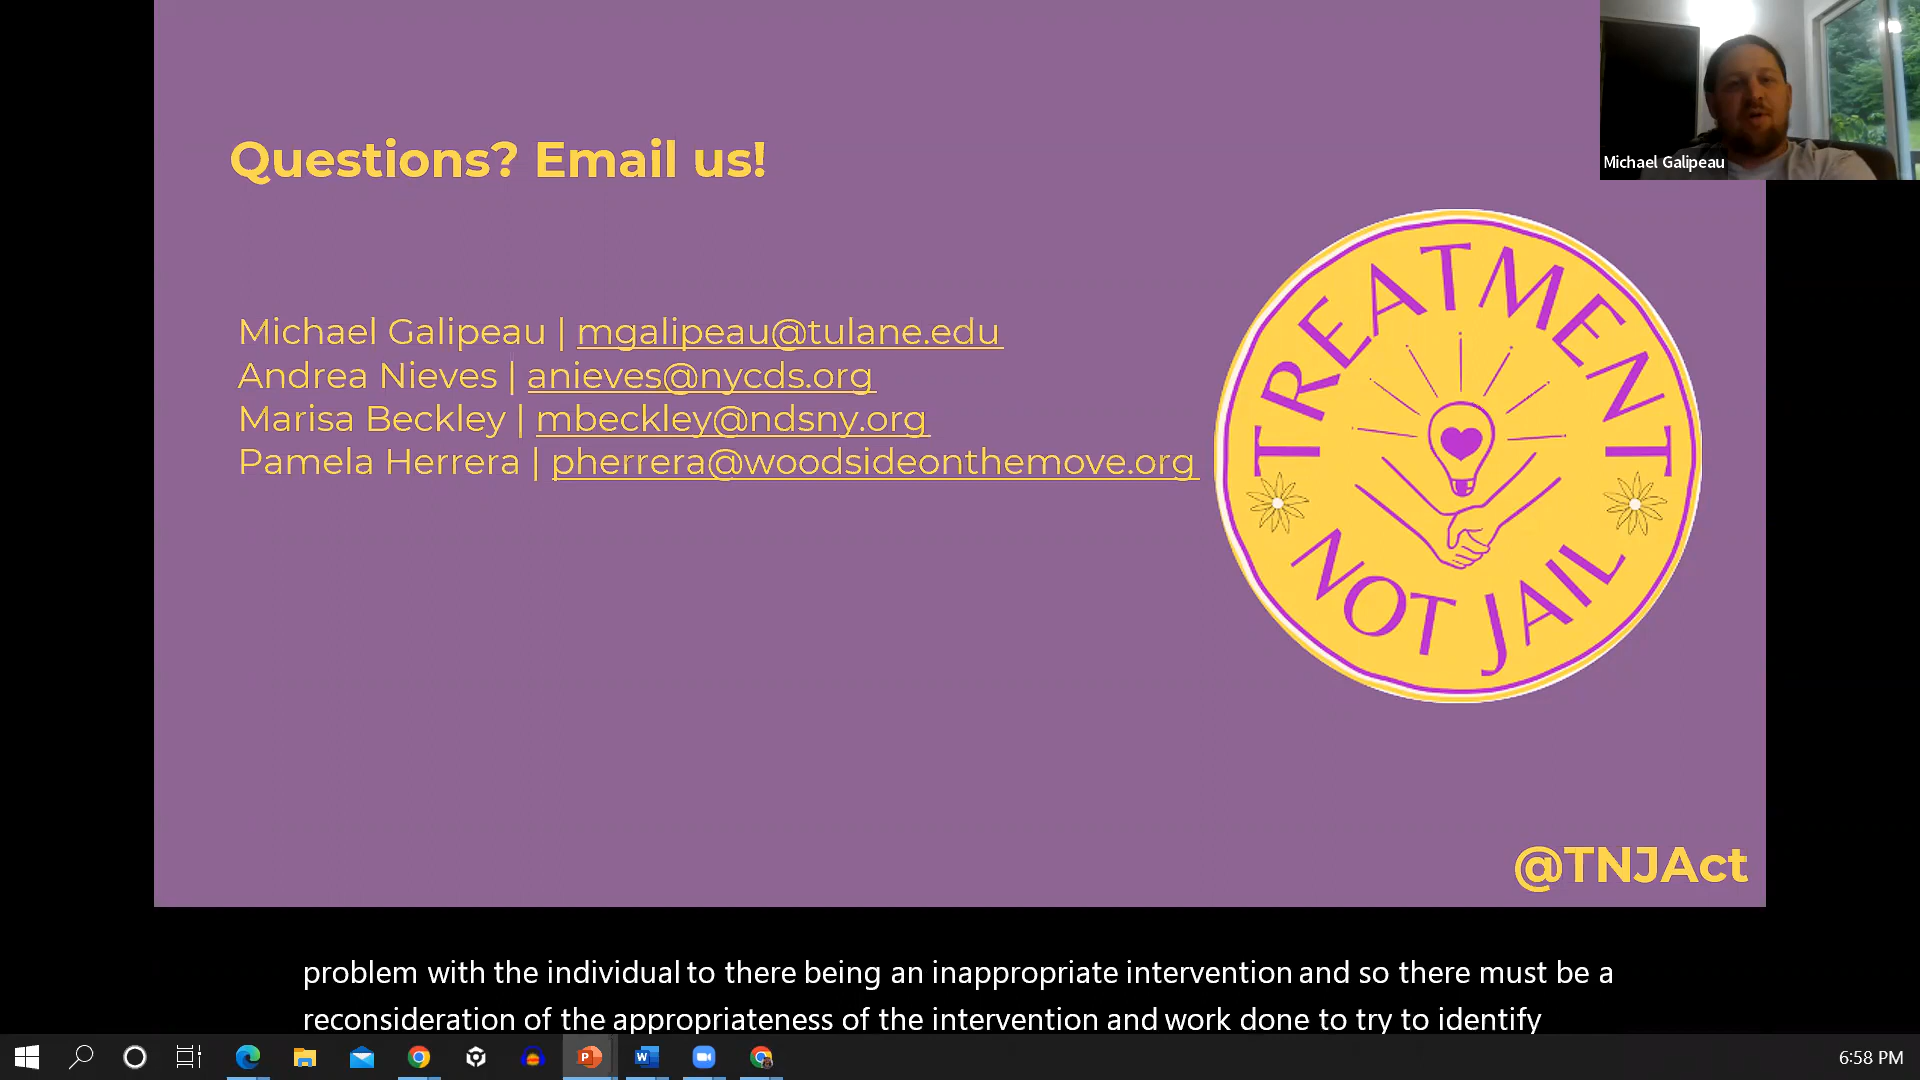 Questions? Email us!
Michael Galipeau
Michael Galipeau | mgalipeau@tulane.edu
Andrea Nieves | anieves@nycds.org
Marisa Beckley | mbeckley@ndsny.org
Pamela Herrera | pherrera@woodsideonthemove.org
TREATMENT
NOT JAIL
@TNJAct
problem with the individual to there being an inappropriate intervention and so there must be a
reconsideration of the appropriateness of the intervention and work done to try to identify
6:58 PM